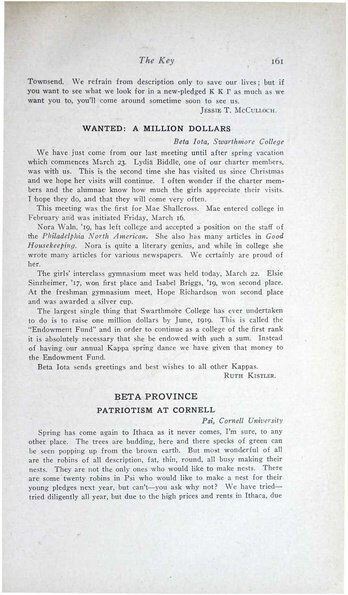 The Key 161
Townsend. We refrain from description only to save our lives; but if
you want to see what we look for in a new-pledged K K Γ as much as we
want you to, you'll come around sometime soon to see us.
Jessie T. McCulloch.
WANTED: A MILLION DOLLARS
Beta Iota, Swarthmore College
We have just come from our last meeting until after spring vacation
which commences March 23. Lydia Biddle, one of our charter members,
was with us. This is the second time she has visited us since Christmas
and we hope her visits will continue. I often wonder if the charter mem-
bers and the alumnae know how much the girls appreciate their visits.
I hope they do, and that they will come very often.
This meeting was the first for Mae Shallcross. Mae entered college in
February and was initiated Friday, March 16.
Nora Waln, '19, has left college and accepted a position on the staff of
the Philadelphia North American. She also has many articles in Good
Housekeeping. Nora is quite a literary genius, and while in college she
wrote many articles for various newspapers. We certainly are proud of
her.
The girls' interclass gymnasium meet was held today, March 22. Elsie
Sinzheimer, '17, won first place and Isabel Briggs, '19, won second place.
At the freshman gymnasium meet, Hope Richardson won second place
and was awarded a silver cup.
The largest single thing that Swarthmore College has ever undertaken
to do is to raise one million dollars by June, 1919. This is called the
"Endowment Fund" and in order to continue as a college of the first rank
it is absolutely necessary that she be endowed with such a sum. Instead
of having our annual Kappa spring dance we have given that money to
the Endowment Fund.
Beta Iota sends greetings and best wishes to all other Kappas.
Ruth Kistler.
BETA PROVINCE
PATRIOTISM AT CORNELL
Psi, Cornell University
Spring has come again to Ithaca as it never comes, I'm sure, to any
other place. The trees are budding, here and there specks of green can
be seen popping up from the brown earth. But most wonderful of all
are the robins of all description, fat, thin, round, all busy making their
nests. They are not the only ones who would like to make nests. There
are some twenty robins in Psi who would like to make a nest for their
young pledges next year, but can't—you ask why not? We have tried—
tried diligently all year, but due to the high prices and rents in Ithaca, due